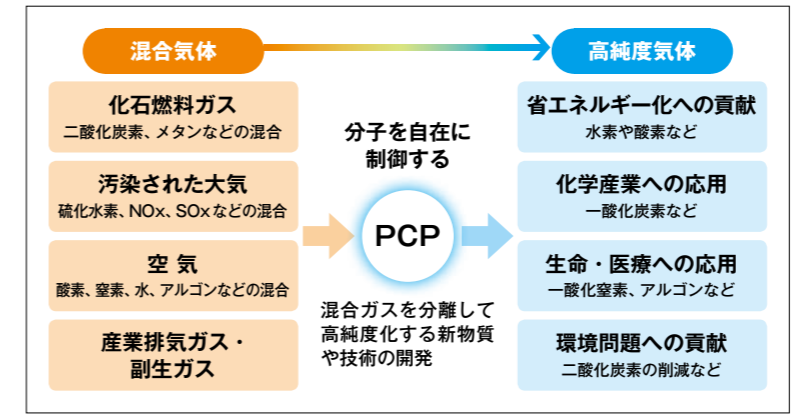 混合気体
高純度気体
化石燃料ガス
二酸化炭素、メタンなどの混合
汚染された大気
硫化水素、NOx、SOxなどの混合
空 気
酸素、窒素、水、アルゴンなどの混合
産業排気ガス・
副生ガス
分子を自在に
制御する
PCP
混合ガスを分離して
高純度化する新物質
や技術の開発
省エネルギー化への貢献
水素や酸素など
化学産業への応用
一酸化炭素など
生命・医療への応用
一酸化窒素、アルゴンなど
環境問題への貢献
二酸化炭素の削減など